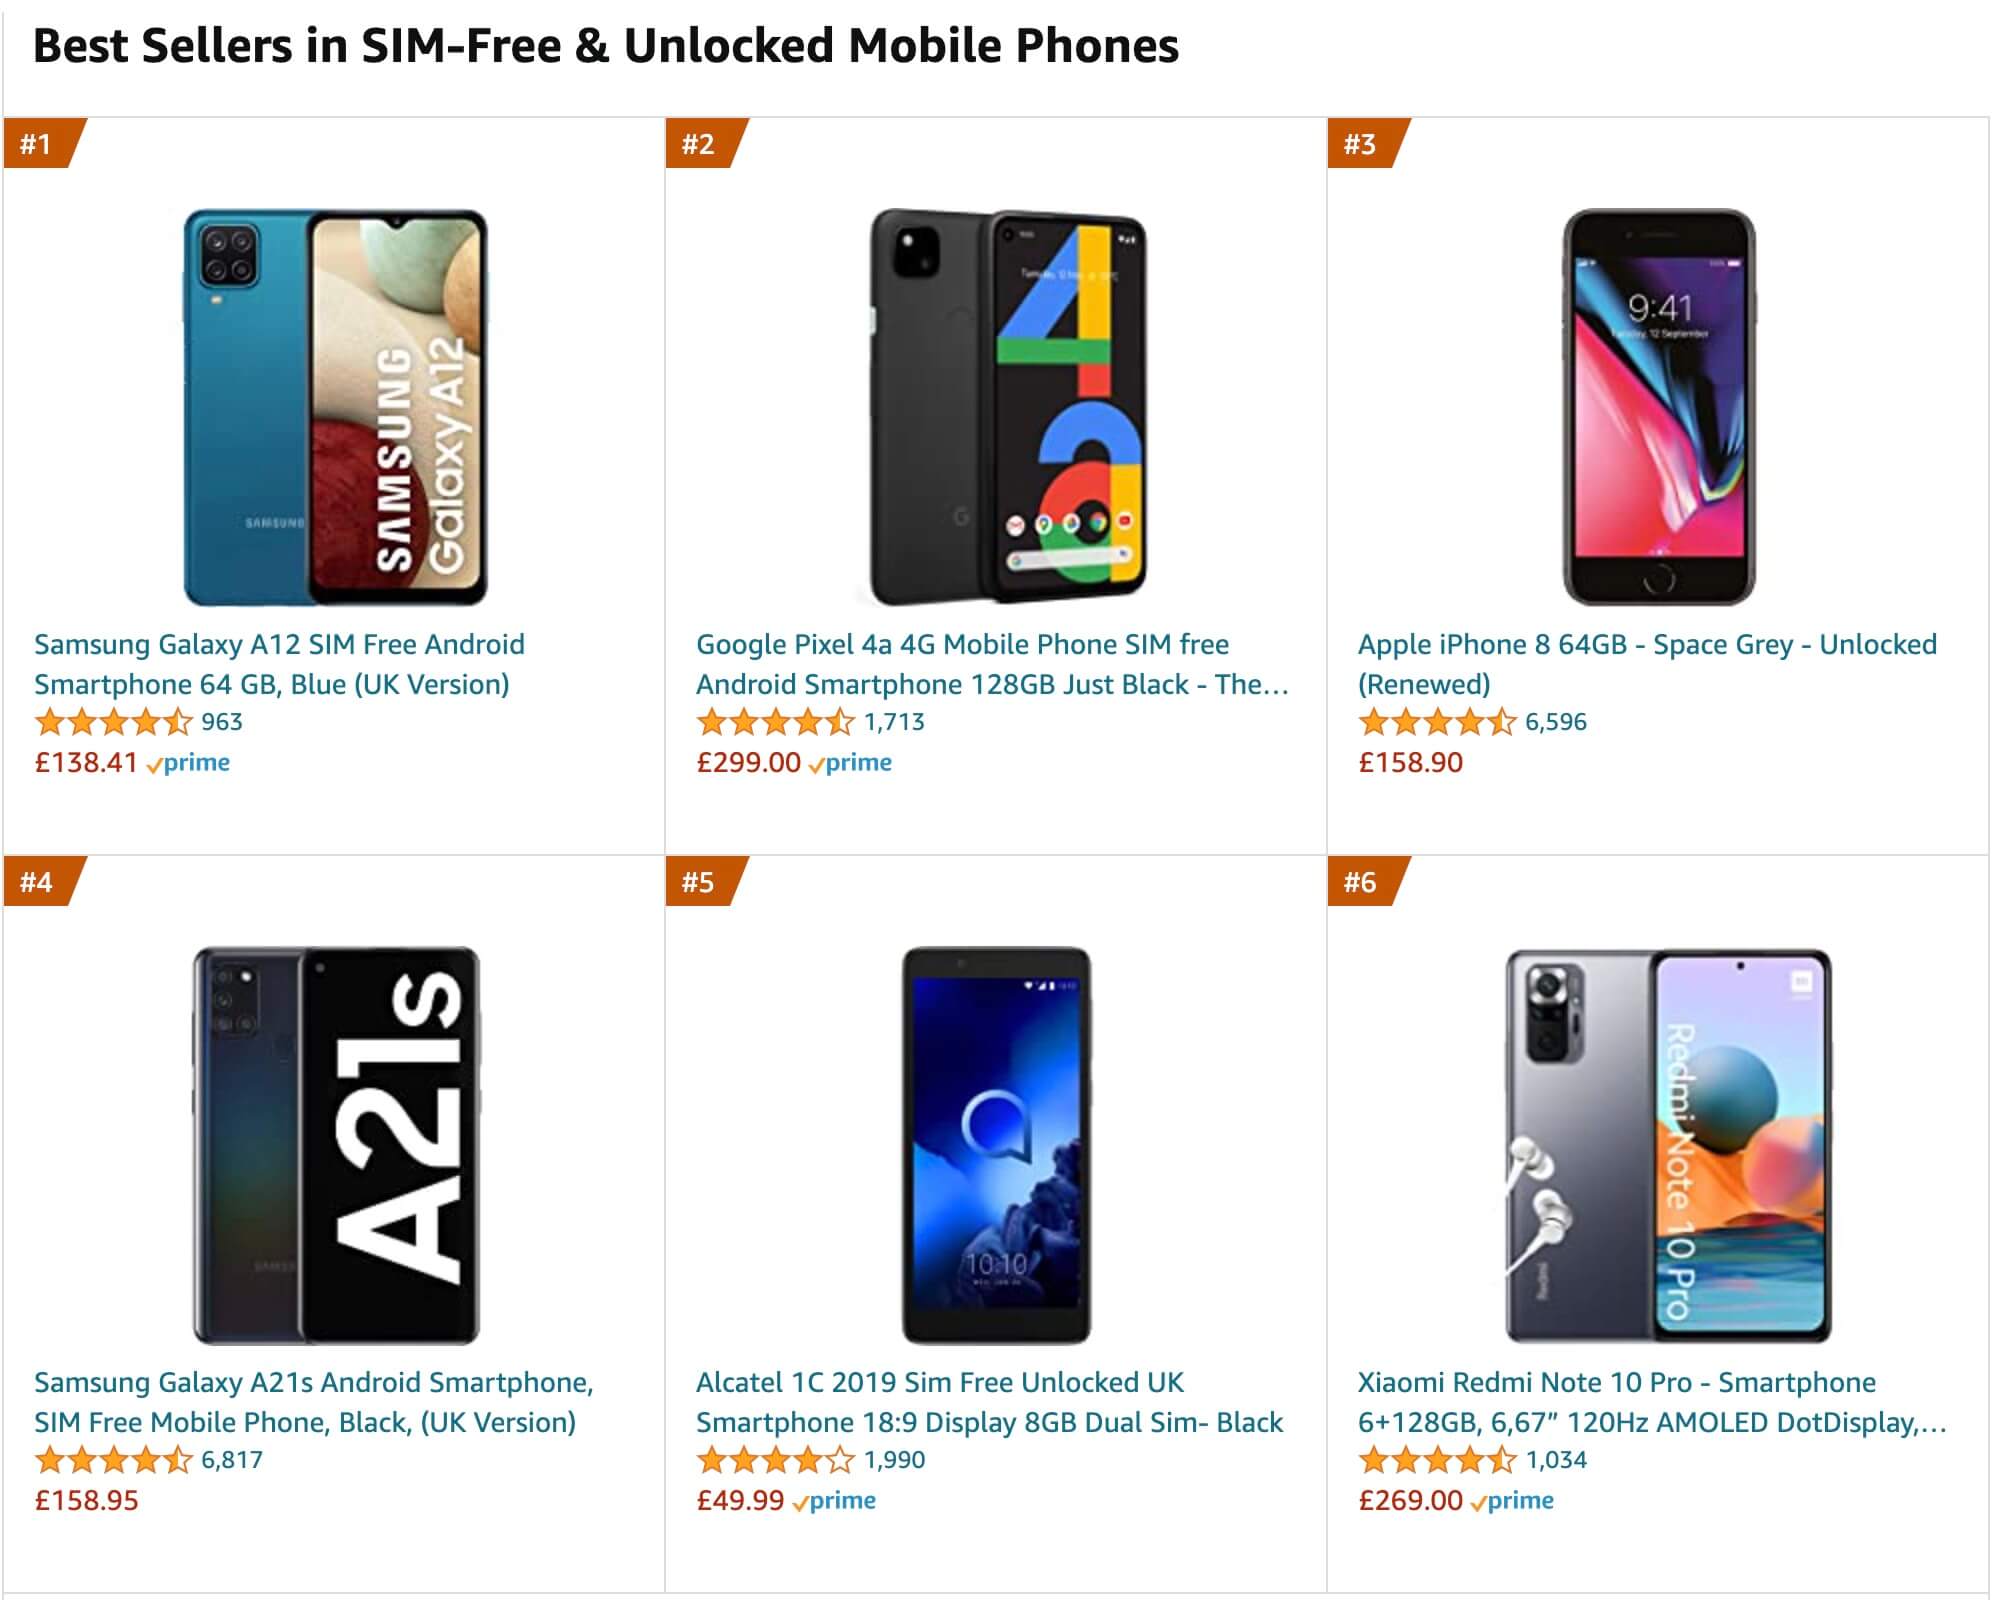 Best Sellers in SIM-Free & Unlocked Mobile Phones
#1
SAMSUNG
SAMSUNG
Galaxy A12
Samsung Galaxy A12 SIM Free Android
Smartphone 64 GB, Blue (UK Version)
963
£138.41 prime
#2
G
Google Pixel 4a 4G Mobile Phone SIM free
Android Smartphone 128GB Just Black - The…
1,713
£299.00 prime
#3
9:41
Tuesday, 12 September
Apple iPhone 8 64GB - Space Grey - Unlocked
(Renewed)
6,596
£158.90
#4
A21s
Samsung Galaxy A21s Android Smartphone,
SIM Free Mobile Phone, Black, (UK Version)
6,817
£158.95
#5
10:10
Alcatel 1C 2019 Sim Free Unlocked UK
Smartphone 18:9 Display 8GB Dual Sim- Black
1,990
£49.99 prime
#6
Redmi
Redmi Note 10 Pro
Xiaomi Redmi Note 10 Pro - Smartphone
6+128GB, 6,67” 120Hz AMOLED DotDisplay,…
1,034
£269.00 prime